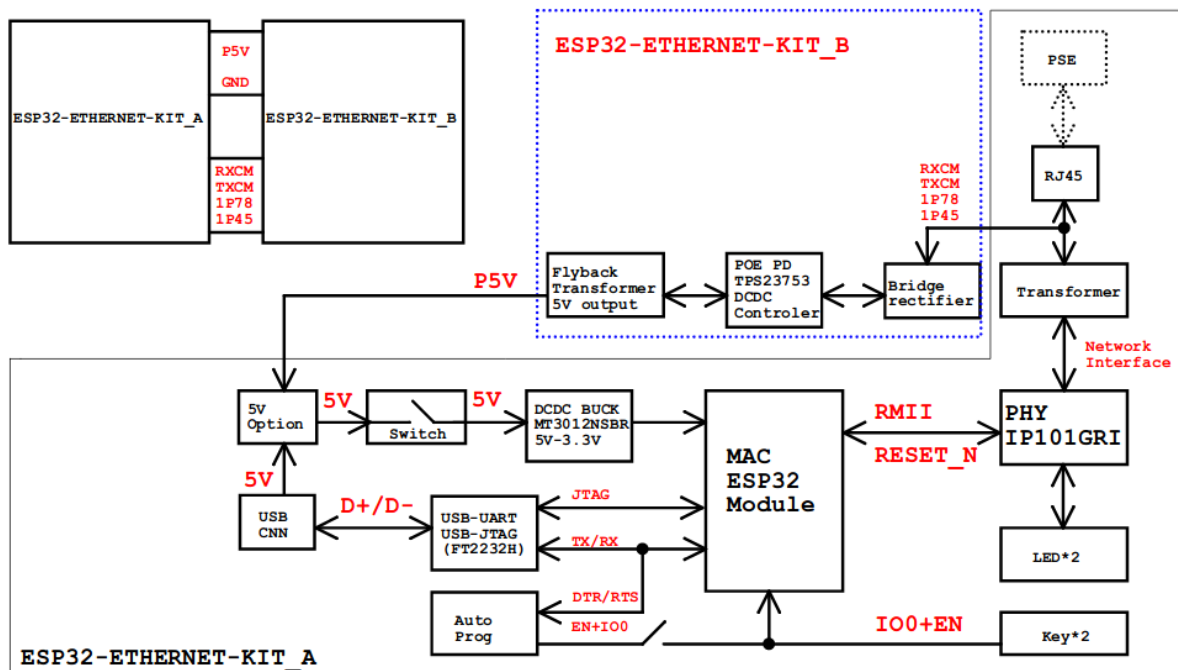 ESP32-ETHERNET-KIT_A
P5V
GND
RXCM
TXCM
1P78
1P45
ESP32-ETHERNET-KIT_B
ESP32-ETHERNET-KIT_B
PSE
RJ45
RXCM
TXCM
1P78
1P45
P5V
Flyback
Transformer
5V output
POE PD
TPS23753
DCDC
Controler
Bridge
rectifier
Transformer
Network
Interface
5V
Option
5V
Switch
5V
DCDC BUCK
MT3012NSBR
5V-3.3V
MAC
ESP32
Module
RMII
RESET_N
PHY
IP101GRI
5V
USB
CNN
D+/D-
USB-UART
USB-JTAG
(FT2232H)
JTAG
TX/RX
LED*2
DTR/RTS
Auto
Prog
EN+IO0
IO0+EN
Key*2
ESP32-ETHERNET-KIT_A